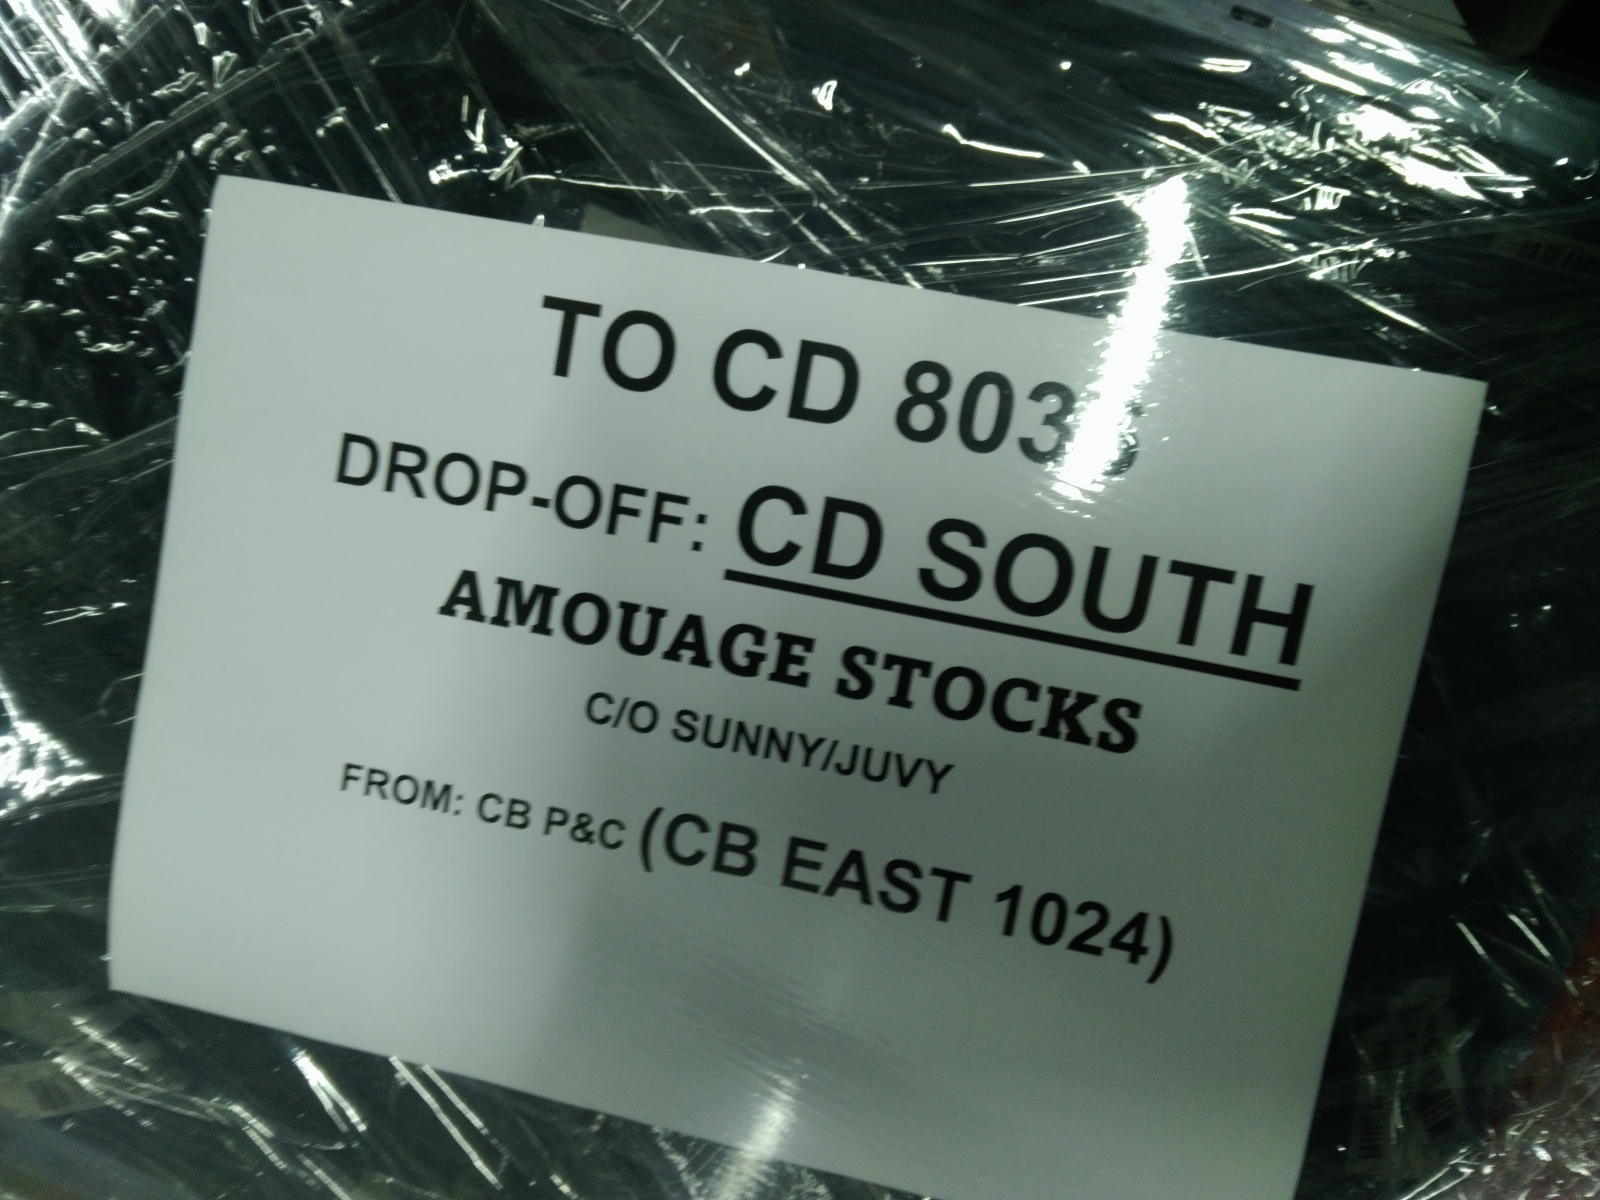 TO CD
DROP-OFF: CD SOUTH
AMOUAGE STOCKS
C/O SUNNY/JUVY
FROM: CB P&C (CB EAST 1024)